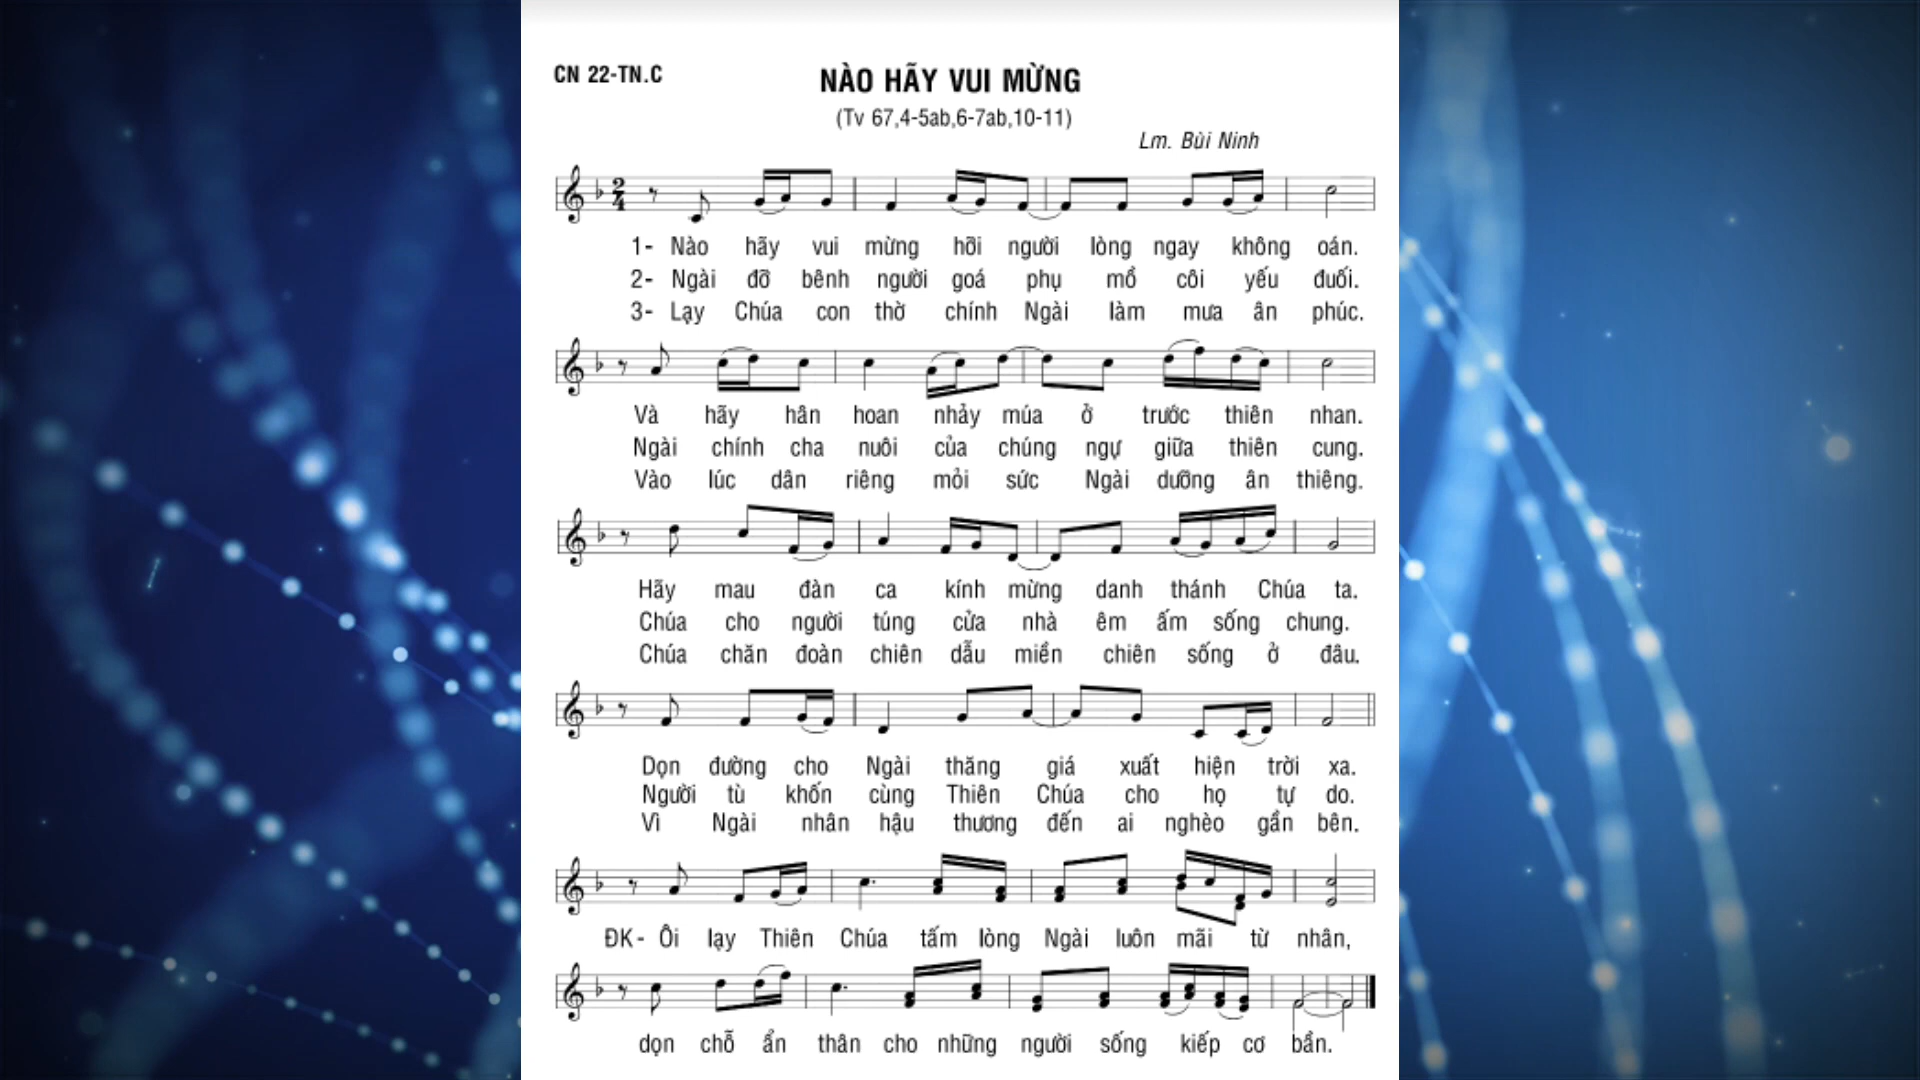 CN 22-TN.C
NÀO HÃY VUI MỪNG
(Tv 67,4-5ab,6-7ab,10-11)
Lm. Bùi Ninh
1- Nào hãy vui mừng hỡi người lòng ngay không oán.
2- Ngài đỡ bênh người goá phụ mồ côi yếu đuối.
3- Lạy Chúa con thờ chính Ngài làm mưa ân phúc.
Và hãy hân hoan nhảy múa ở trước thiên nhan.
Ngài chính cha nuôi của chúng ngự giữa thiên cung.
Vào lúc dân riêng mỏi sức Ngài dưỡng ân thiêng.
Hãy mau đàn ca kính mừng danh thánh Chúa ta.
Chúa cho người túng cửa nhà êm ấm sống chung.
Chúa chăn đoàn chiên dẫu miền chiên sống ở đâu.
Dọn đường cho Ngài thăng giá xuất hiện trời xa.
Người tù khốn cùng Thiên Chúa cho họ tự do.
Vì Ngài nhân hậu thương đến ai nghèo gần bên.
ĐK- Ôi lạy Thiên Chúa tấm lòng Ngài luôn mãi từ nhân,
dọn chỗ ẩn thân cho những người sống kiếp cơ bần.